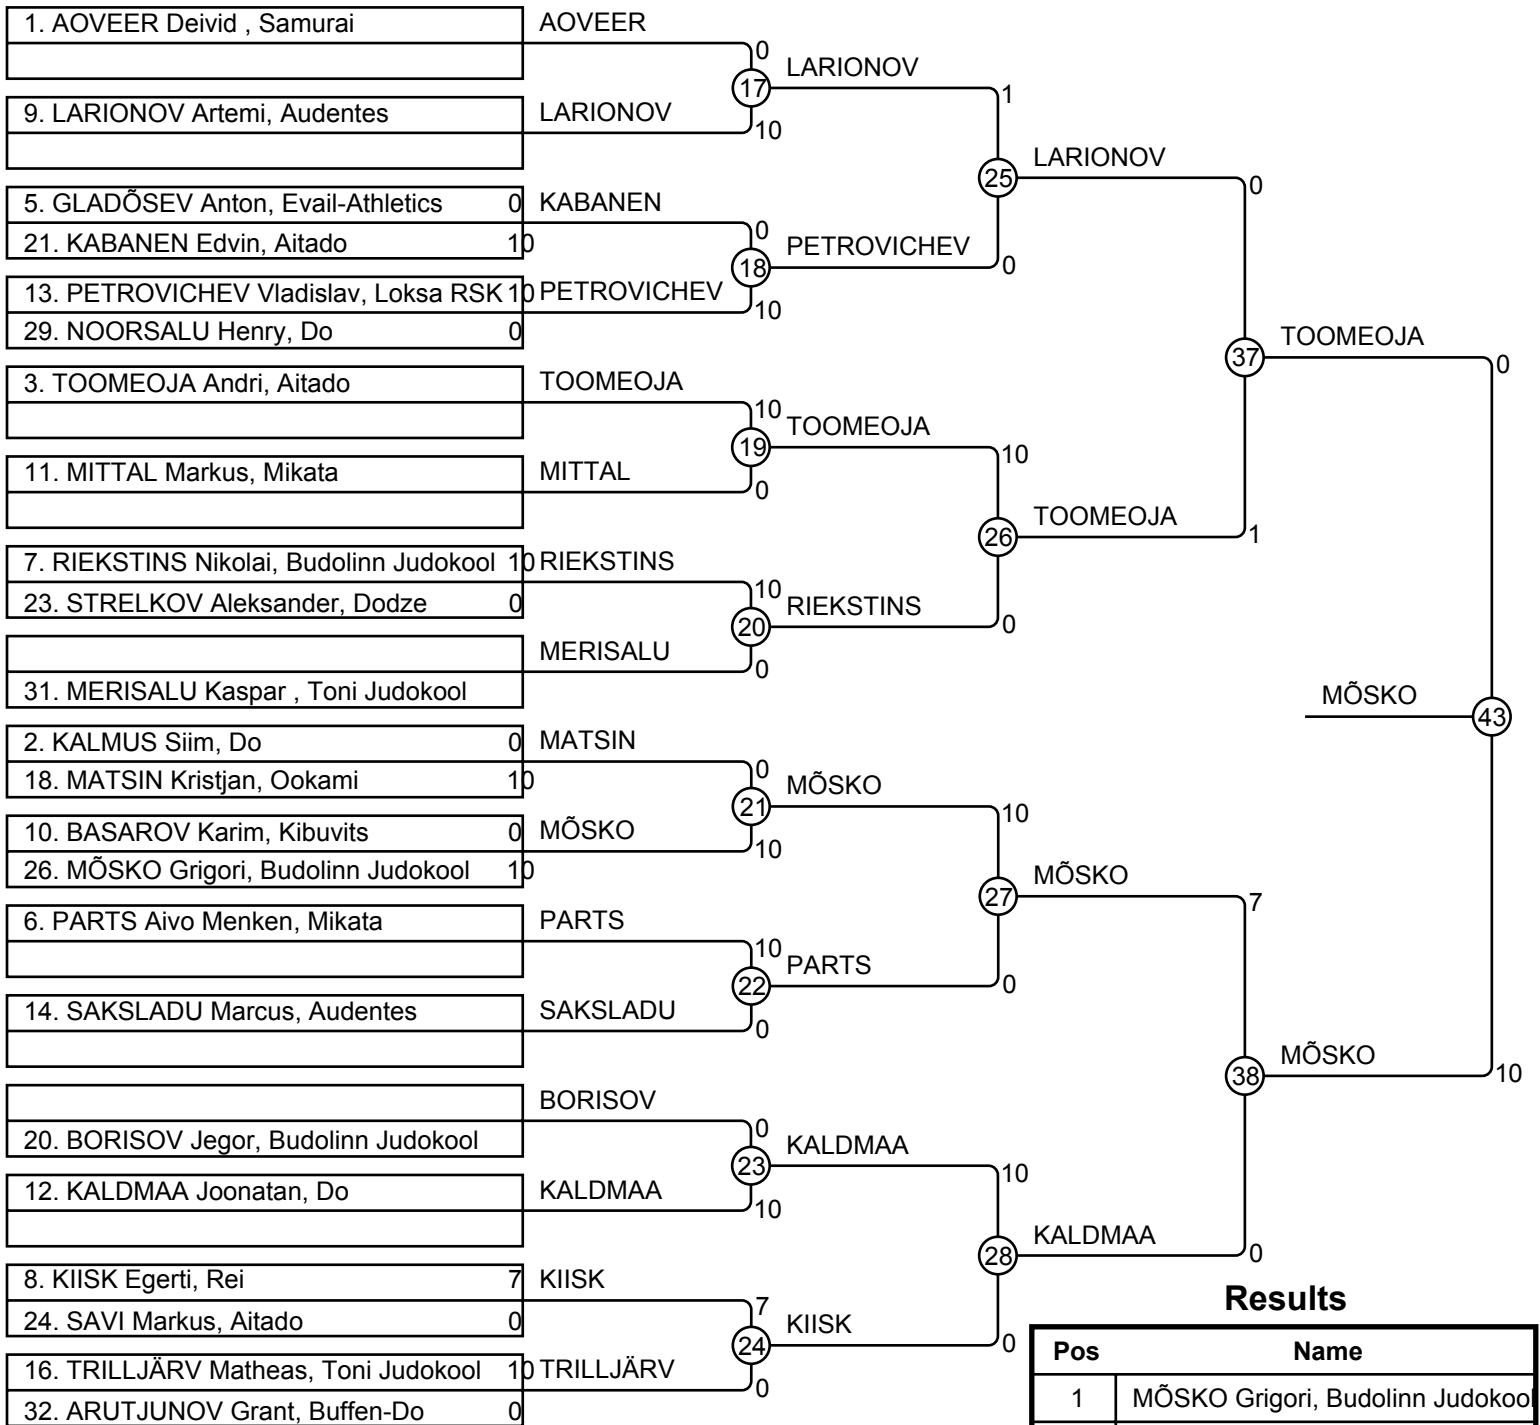 1. AOVEER Deivid , Samurai
9. LARIONOV Artemi, Audentes
5. GLADÕSEV Anton, Evail-Athletics 0
21. KABANEN Edvin, Aitado 10
13. PETROVICHEV Vladislav, Loksa RSK 10
29. NOORSALU Henry, Do 0
3. TOOMEOJA Andri, Aitado
11. MITTAL Markus, Mikata
7. RIEKSTINS Nikolai, Budolinn Judokool 10
23. STRELKOV Aleksander, Dodze 0
31. MERISALU Kaspar , Toni Judokool
2. KALMUS Siim, Do 0
18. MATSIN Kristjan, Ookami 10
10. BASAROV Karim, Kibuvits 0
26. MÕSKO Grigori, Budolinn Judokool 10
6. PARTS Aivo Menken, Mikata
14. SAKSLADU Marcus, Audentes
20. BORISOV Jegor, Budolinn Judokool
12. KALDMAA Joonatan, Do
8. KIISK Egerti, Rei 7
24. SAVI Markus, Aitado 0
16. TRILLJÄRV Matheas, Toni Judokool 10
32. ARUTJUNOV Grant, Buffen-Do 0
AOVEER
0
17
LARIONOV
10
KABANEN
0
18
PETROVICHEV
10
TOOMEOJA
10
19
MITTAL
0
RIEKSTINS
10
20
MERISALU
0
MATSIN
0
21
MÕSKO
10
PARTS
10
22
SAKSLADU
0
BORISOV
0
23
KALDMAA
10
KIISK
7
24
TRILLJÄRV
0
LARIONOV
1
25
PETROVICHEV
0
TOOMEOJA
10
26
RIEKSTINS
0
MÕSKO
10
27
PARTS
0
KALDMAA
10
28
KIISK
0
LARIONOV
0
37
TOOMEOJA
1
MÕSKO
7
38
KALDMAA
0
TOOMEOJA
0
MÕSKO
43
MÕSKO
10
Results
Pos Name
1 MÕSKO Grigori, Budolinn Judokool